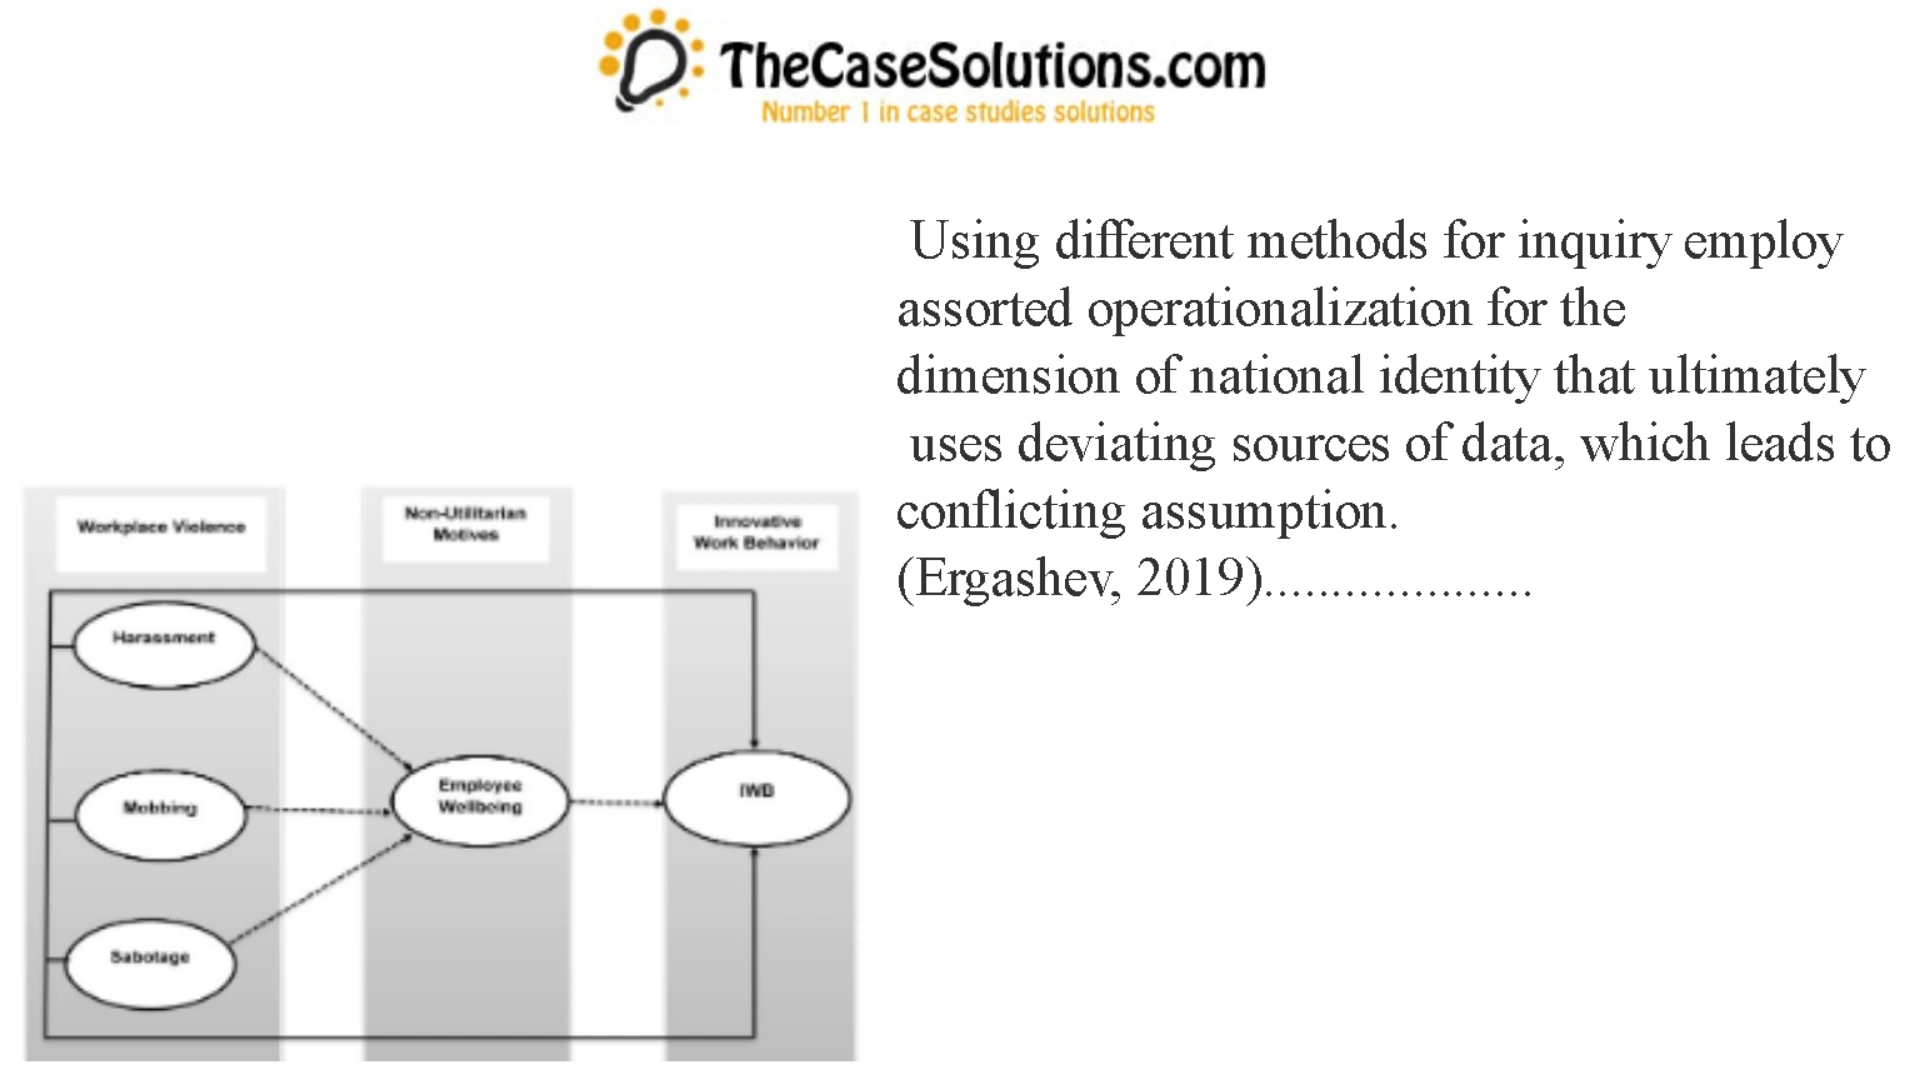 TheCaseSolutions.com
Number 1 in case studies solutions
Using different methods for inquiry employ
assorted operationalization for the
dimension of national identity that ultimately
uses deviating sources of data, which leads to
conflicting assumption.
(Ergashev, 2019)....................
Workplace Violence
Non-Utilitarian
Motives
Innovative
Work Behavior
Harassment
Mobbing
Sabotage
Employee
Wellbeing
IWB